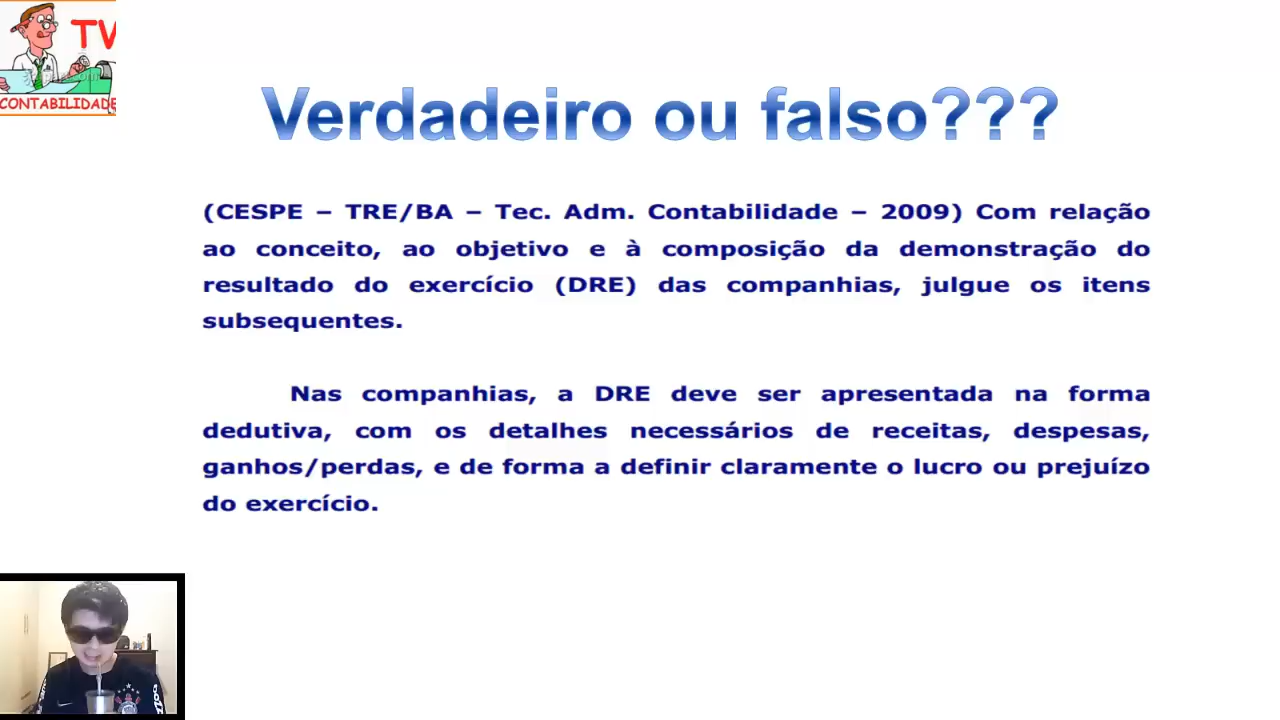 TV
CONTABILIDADE
Verdadeiro ou falso???
(CESPE – TRE/BA – Tec. Adm. Contabilidade – 2009) Com relação
ao conceito, ao objetivo e à composição da demonstração do
resultado do exercício (DRE) das companhias, julgue os itens
subsequentes.
Nas companhias, a DRE deve ser apresentada na forma
dedutiva, com os detalhes necessários de receitas, despesas,
ganhos/perdas, e de forma a definir claramente o lucro ou prejuízo
do exercício.